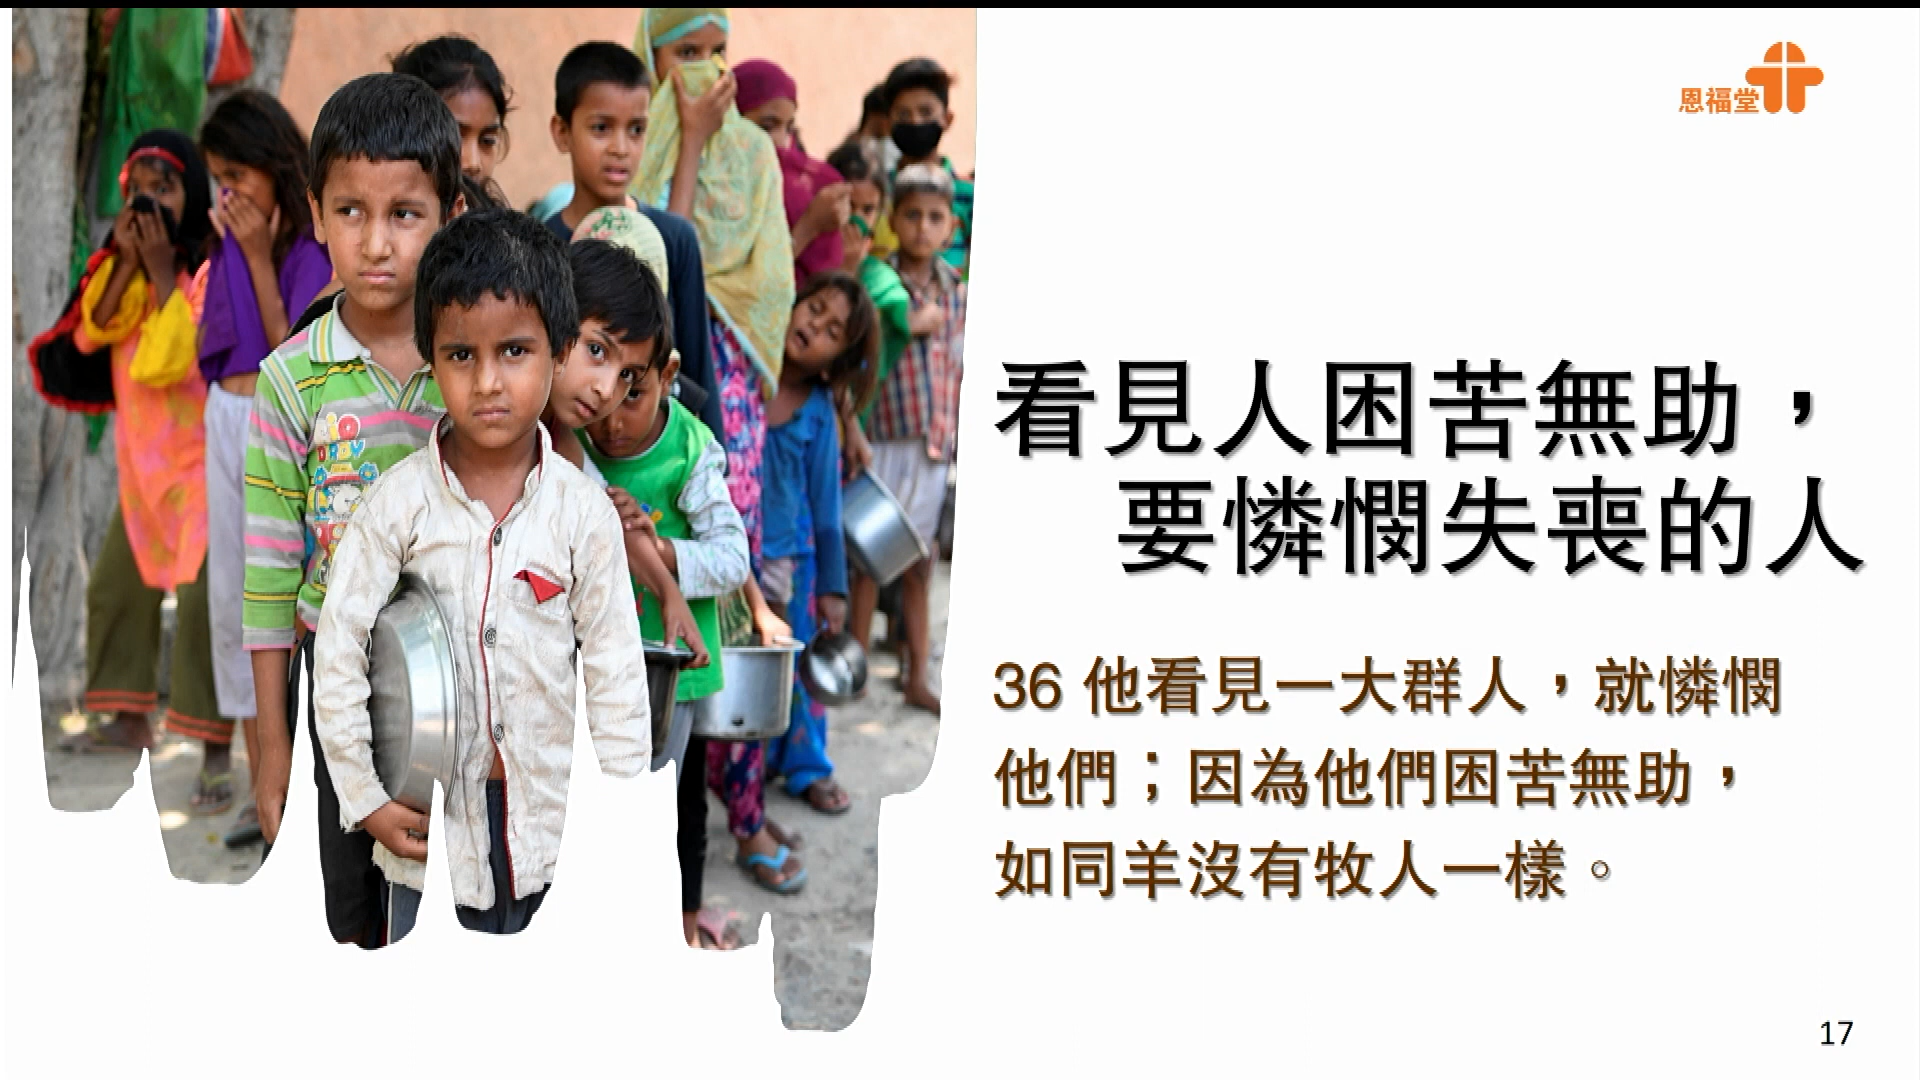 恩福堂
看見人困苦無助，
要憐憫失喪的人
36 他看見一大群人，就憐憫
他們；因為他們困苦無助，
如同羊沒有牧人一樣。
17